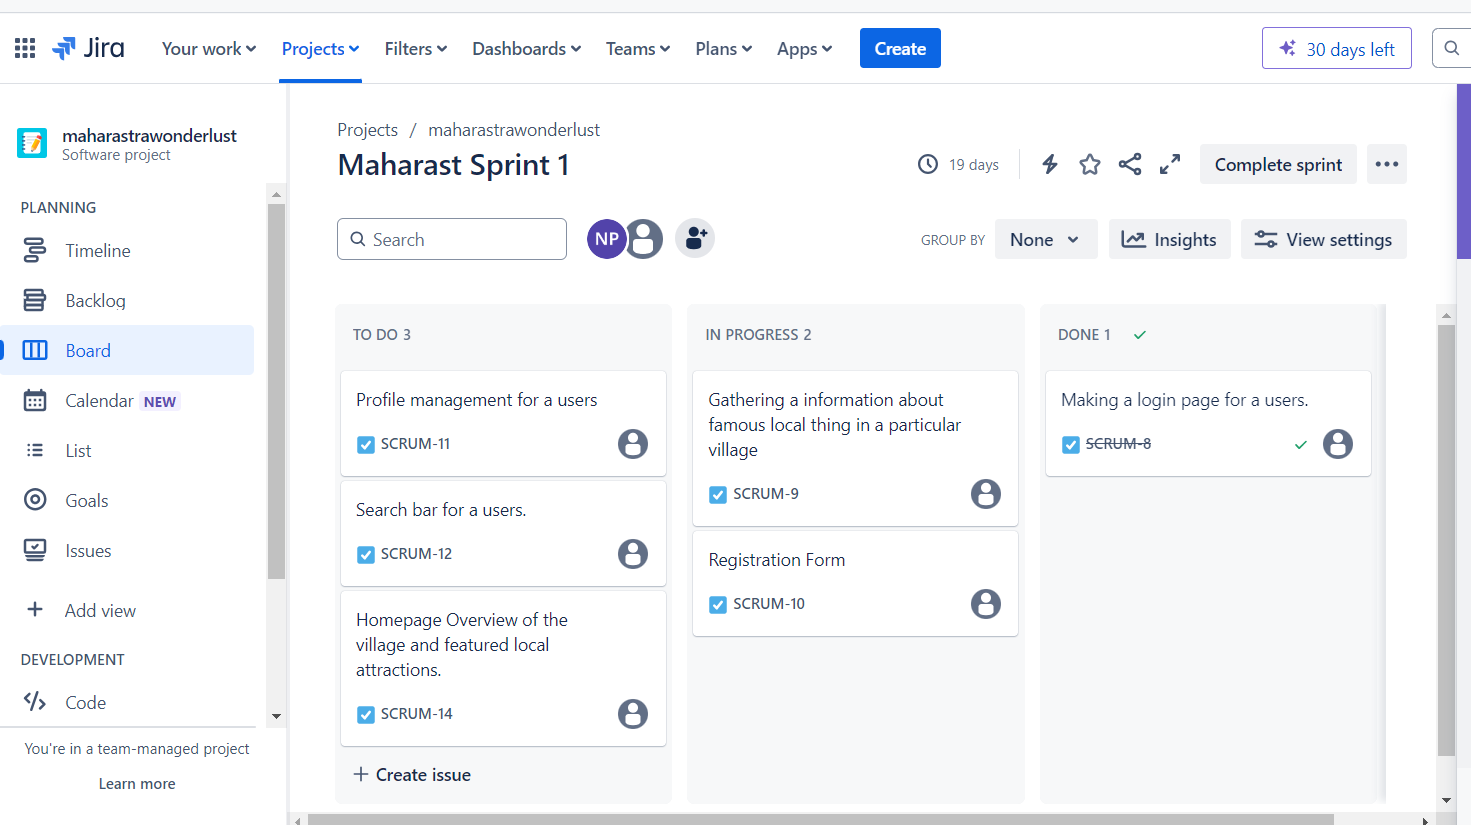 Jira
Your work
Projects
Filters
Dashboards
Teams
Plans
Apps
Create
30 days left
maharastrawonderlust
Software project
PLANNING
Timeline
Backlog
Board
Calendar NEW
List
Goals
Issues
Add view
DEVELOPMENT
Code
You're in a team-managed project
Learn more
Projects / maharastrawonderlust
Maharast Sprint 1
19 days
Complete sprint
Search
NP
GROUP BY
None
Insights
View settings
TO DO 3
Profile management for a users
SCRUM-11
Search bar for a users.
SCRUM-12
Homepage Overview of the
village and featured local
attractions.
SCRUM-14
+ Create issue
IN PROGRESS 2
Gathering a information about
famous local thing in a particular
village
SCRUM-9
Registration Form
SCRUM-10
DONE 1
Making a login page for a users.
SCRUM-8